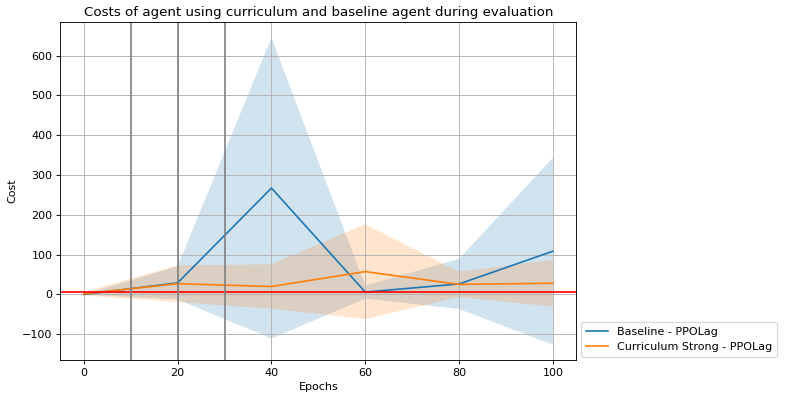 Costs of agent using curriculum and baseline agent during evaluation
Cost
600
500
400
300
200
100
0
−100
0 20 40 60 80 100
Epochs
Baseline - PPOLag
Curriculum Strong - PPOLag